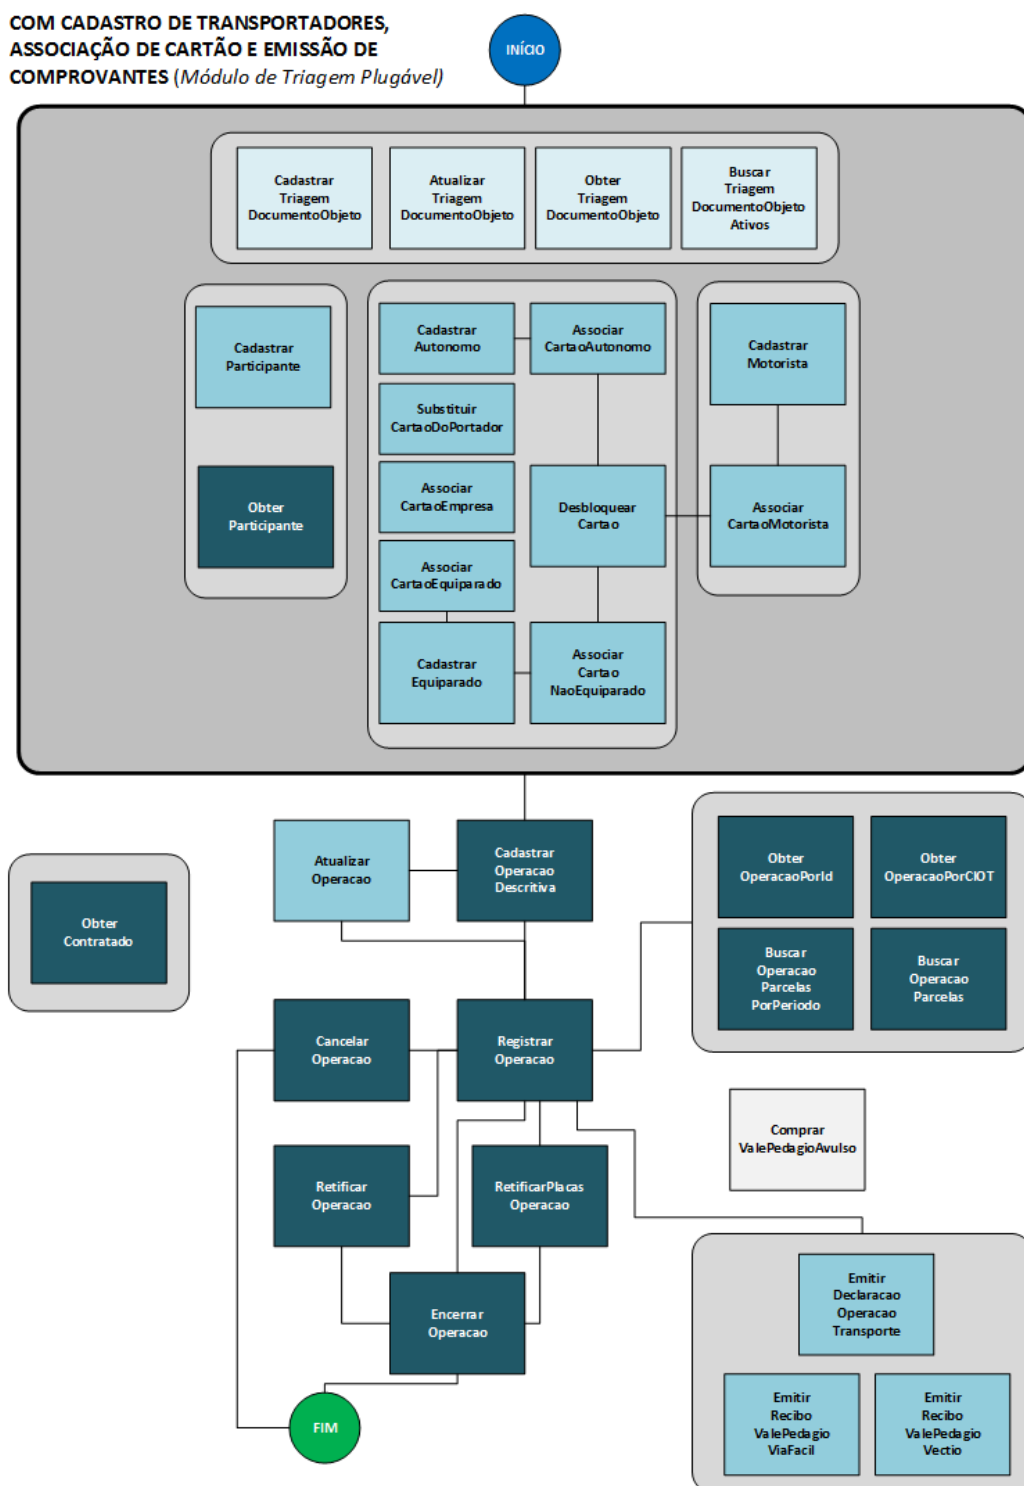 COM CADASTRO DE TRANSPORTADORES,
ASSOCIAÇÃO DE CARTÃO E EMISSÃO DE
COMPROVANTES (Módulo de Triagem Plugável)
INÍCIO
Cadastrar
Triagem
DocumentoObjeto
Atualizar
Triagem
DocumentoObjeto
Obter
Triagem
DocumentoObjeto
Buscar
Triagem
DocumentoObjeto
Ativos
Cadastrar
Participante
Obter
Participante
Cadastrar
Autonomo
Associar
CartaoAutonomo
Substituir
CartaoDoPortador
Associar
CartaoEmpresa
Desbloquear
Cartao
Associar
CartaoEquiparado
Cadastrar
Equiparado
Associar
Cartao
NaoEquiparado
Cadastrar
Motorista
Associar
CartaoMotorista
Atualizar
Operacao
Cadastrar
Operacao
Descritiva
Obter
OperacaoPorId
Obter
OperacaoPorCIOT
Buscar
Operacao
Parcelas
PorPeriodo
Buscar
Operacao
Parcelas
Obter
Contratado
Cancelar
Operacao
Registrar
Operacao
Comprar
ValePedagioAvulso
Retificar
Operacao
RetificarPlacas
Operacao
Encerrar
Operacao
Emitir
Declaracao
Operacao
Transporte
Emitir
Recibo
ValePedagio
ViaFacil
Emitir
Recibo
ValePedagio
Vectio
FIM